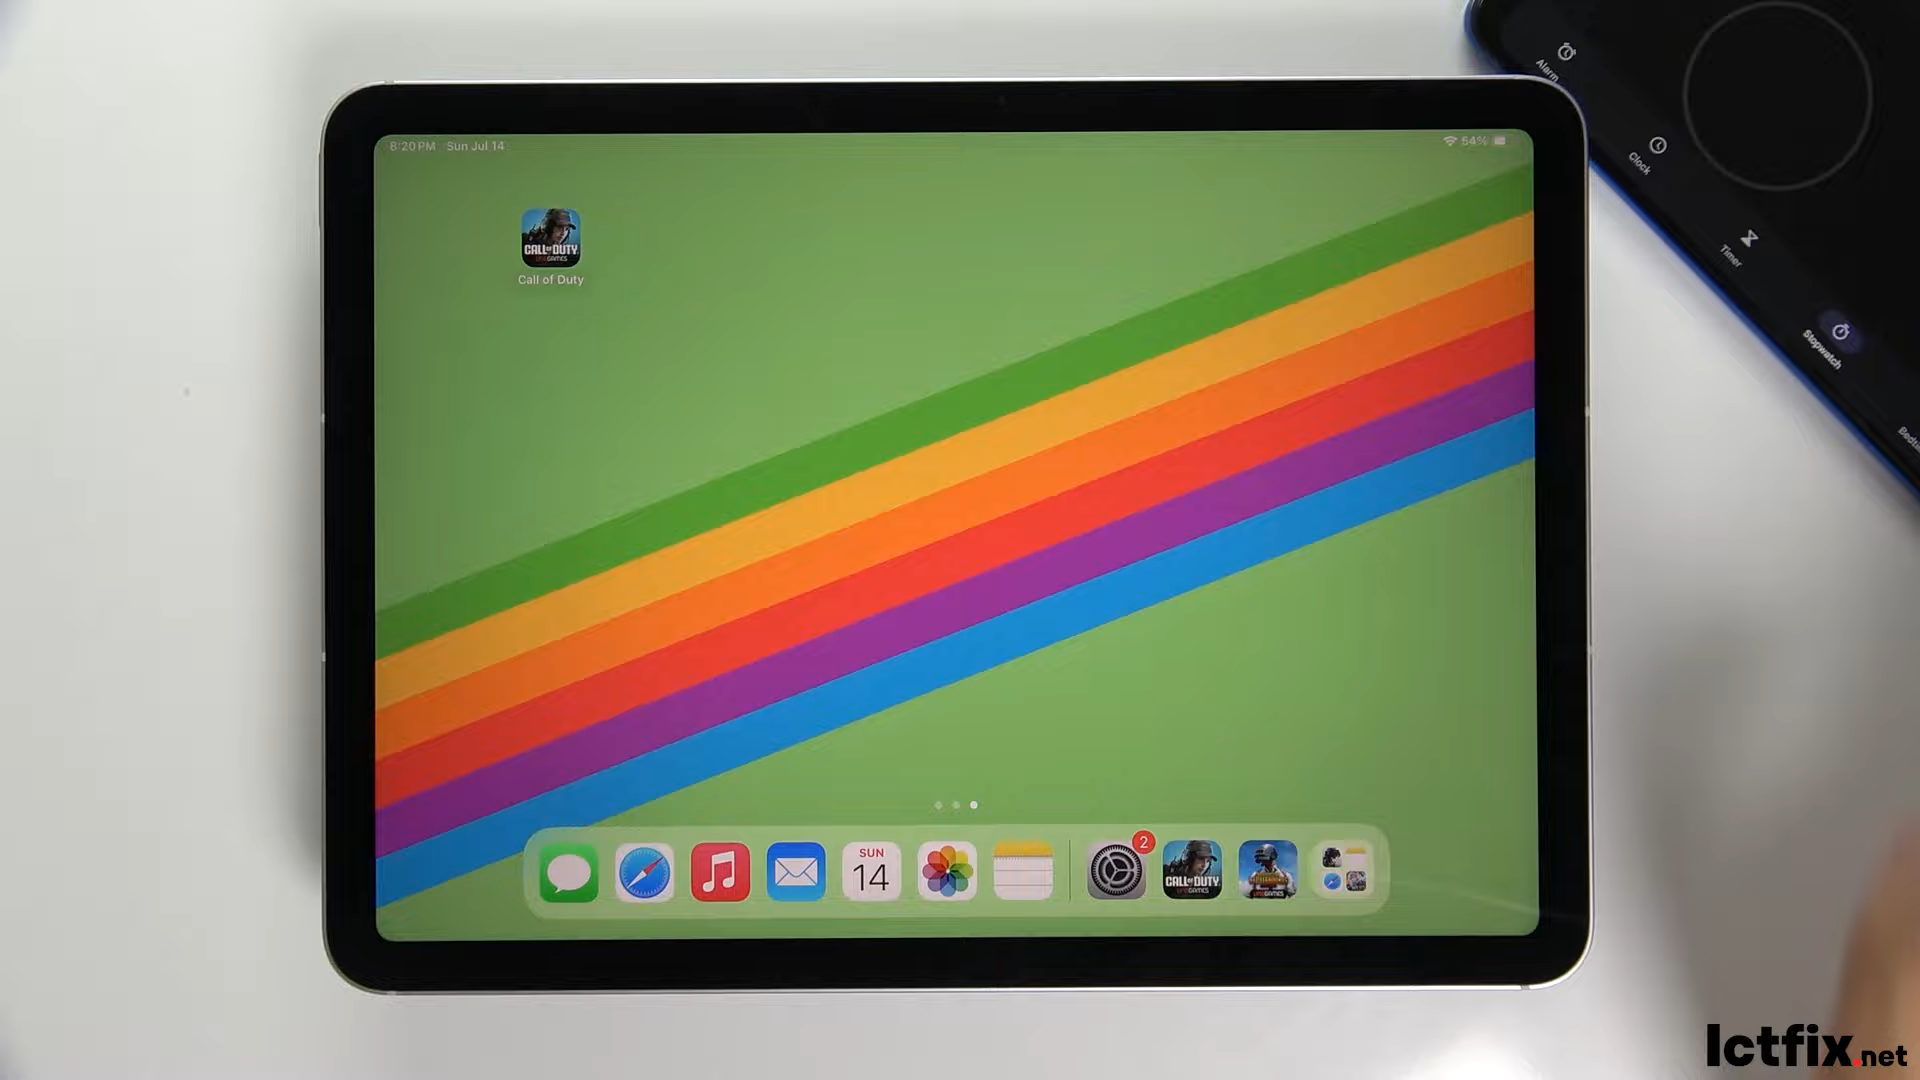 8:20 PM Sun Jul 14
54%
CALL OF DUTY
Call of Duty
2
SUN
14
CALL OF DUTY
Alarm
Clock
Timer
Stopwatch
Ictfix.net